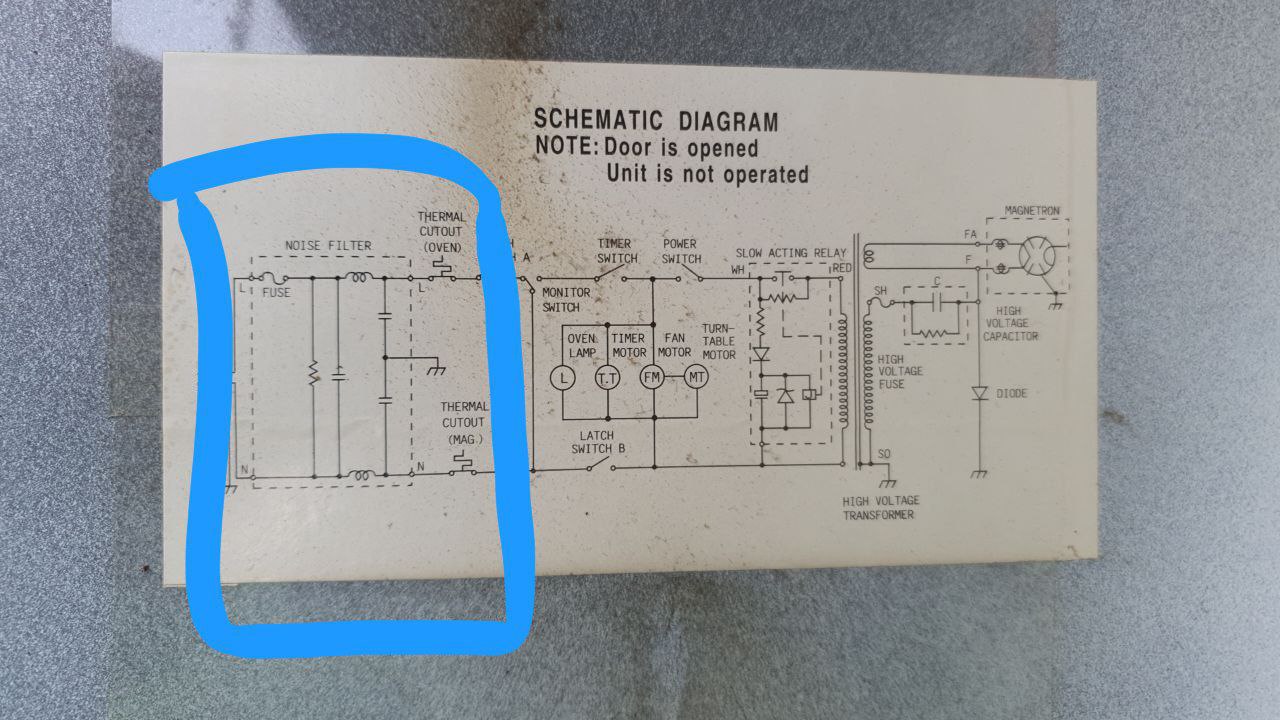 SCHEMATIC DIAGRAM
NOTE: Door is opened
Unit is not operated
MAGNETRON
THERMAL
CUTOUT
(OVEN)
NOISE FILTER
H A
TIMER
SWITCH
POWER
SWITCH
SLOW ACTING RELAY
FA
F
WH
RED
L
FUSE
L
MONITOR
SWITCH
SH
C
HIGH
VOLTAGE
CAPACITOR
OVEN
LAMP
TIMER
MOTOR
FAN
MOTOR
TURN-
TABLE
MOTOR
HIGH
VOLTAGE
FUSE
L
T.T
FM
MT
DIODE
THERMAL
CUTOUT
(MAG.)
LATCH
SWITCH B
N
N
SO
HIGH VOLTAGE
TRANSFORMER